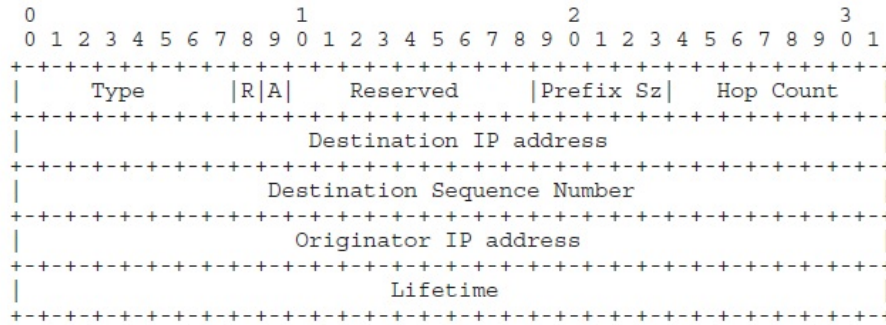 0                   1                   2                   3
0 1 2 3 4 5 6 7 8 9 0 1 2 3 4 5 6 7 8 9 0 1 2 3 4 5 6 7 8 9 0 1
+-+-+-+-+-+-+-+-+-+-+-+-+-+-+-+-+-+-+-+-+-+-+-+-+-+-+-+-+-+-+-+-
|     Type      |R|A|    Reserved     |Prefix Sz|   Hop Count   |
+-+-+-+-+-+-+-+-+-+-+-+-+-+-+-+-+-+-+-+-+-+-+-+-+-+-+-+-+-+-+-+-
|                     Destination IP address                    |
+-+-+-+-+-+-+-+-+-+-+-+-+-+-+-+-+-+-+-+-+-+-+-+-+-+-+-+-+-+-+-+-
|                  Destination Sequence Number                  |
+-+-+-+-+-+-+-+-+-+-+-+-+-+-+-+-+-+-+-+-+-+-+-+-+-+-+-+-+-+-+-+-
|                    Originator IP address                      |
+-+-+-+-+-+-+-+-+-+-+-+-+-+-+-+-+-+-+-+-+-+-+-+-+-+-+-+-+-+-+-+-
|                           Lifetime                            |
+-+-+-+-+-+-+-+-+-+-+-+-+-+-+-+-+-+-+-+-+-+-+-+-+-+-+-+-+-+-+-+-